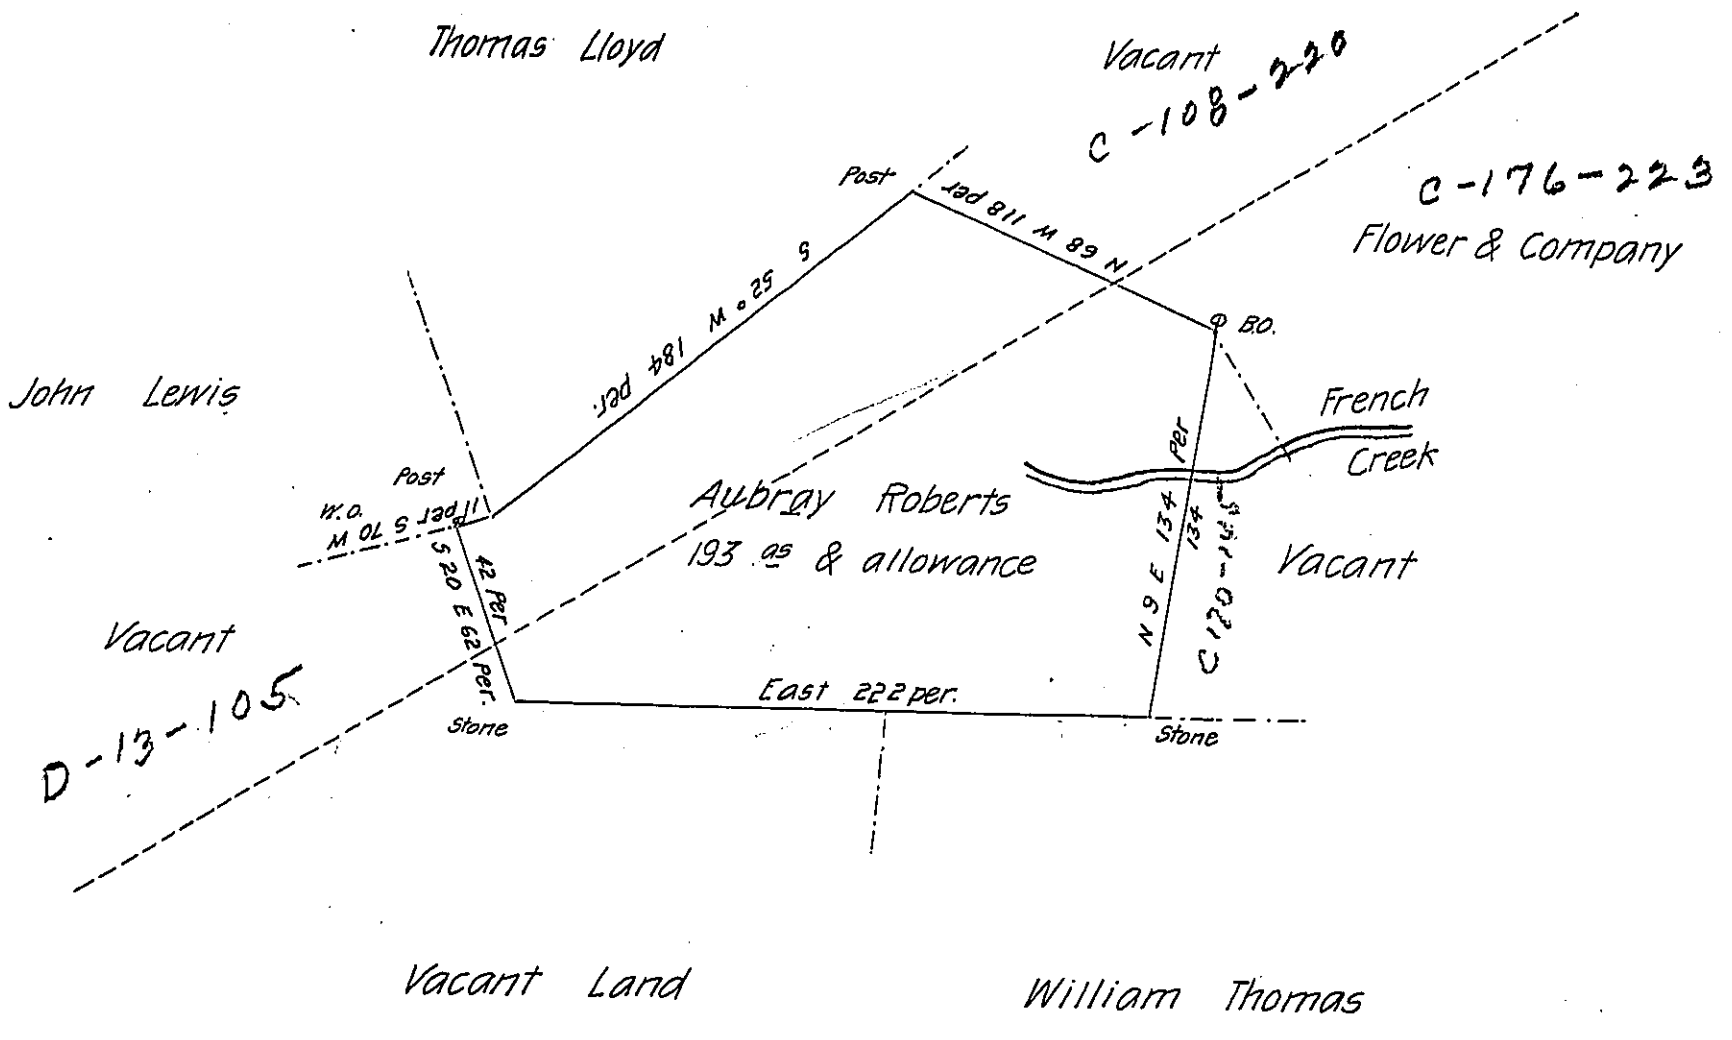 Thomas Lloyd
Vacant
C-108-220
C-176-223
Flower & Company
Post
N 68 W 118 per
S 52° W 184 per.
B.O.
John Lewis
French
Creek
Post
W.O.
11 per S 70 W
Aubray Roberts
193 as & allowance
N 9 E 134 Per
134
Vacant
42 Per
S 20 E 62 Per.
Vacant
D-13-105
East 222 per.
Stone
Stone
Vacant Land
William Thomas